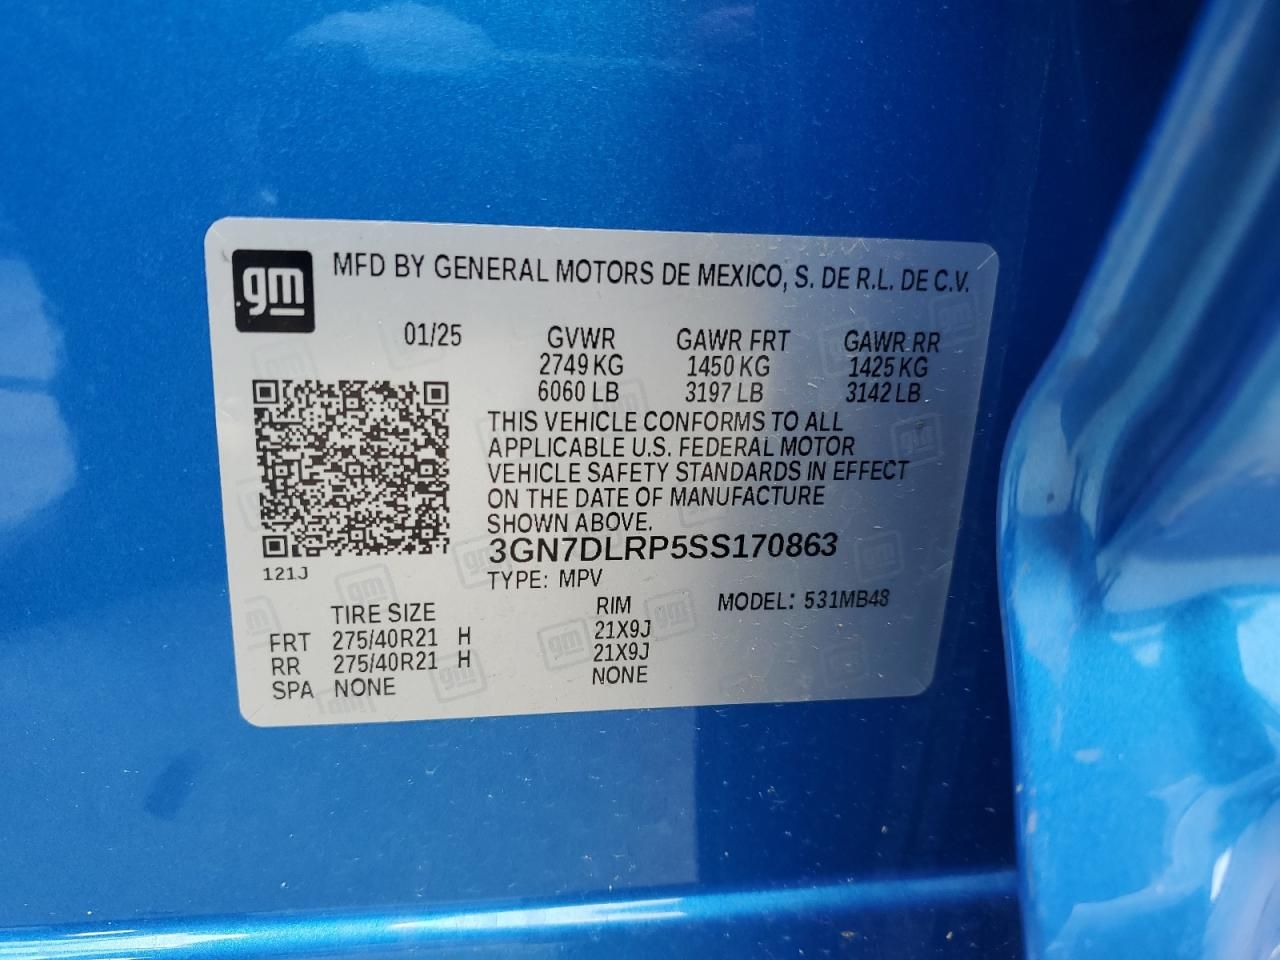 gm
MFD BY GENERAL MOTORS DE MEXICO, S. DE R.L. DE C.V.
01/25 GVWR GAWR FRT GAWR RR
2749 KG 1450 KG 1425 KG
6060 LB 3197 LB 3142 LB
THIS VEHICLE CONFORMS TO ALL
APPLICABLE U.S. FEDERAL MOTOR
VEHICLE SAFETY STANDARDS IN EFFECT
ON THE DATE OF MANUFACTURE
SHOWN ABOVE.
3GN7DLRP5SS170863
121J
TYPE: MPV
TIRE SIZE RIM MODEL: 531MB48
FRT 275/40R21 H 21X9J
RR 275/40R21 H 21X9J
SPA NONE NONE